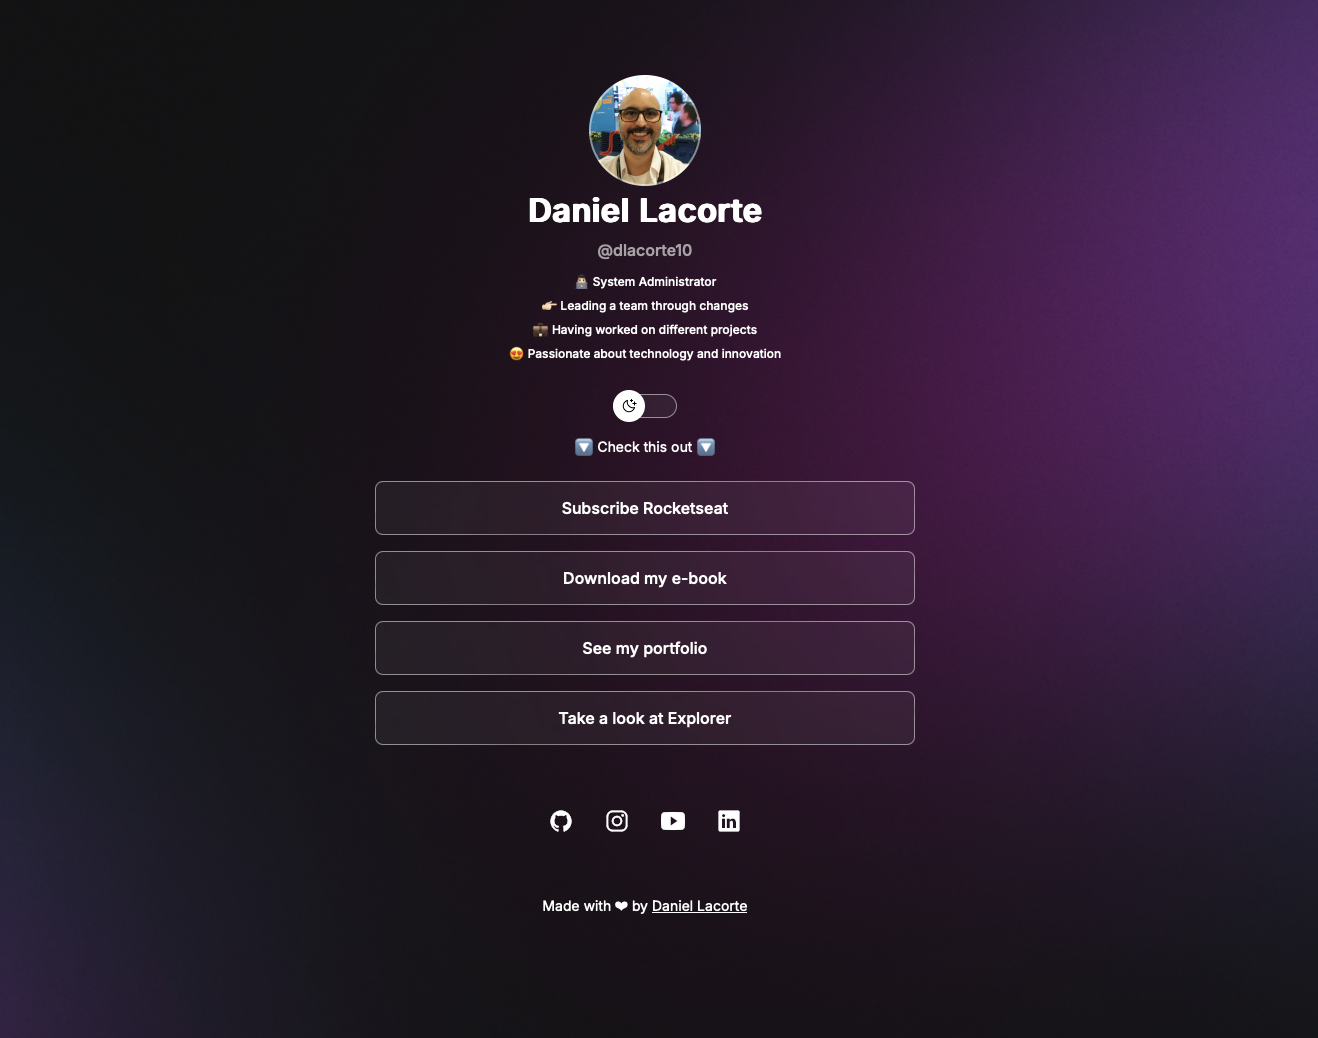 Daniel Lacorte
@dlacorte10
👨🏻‍💻 System Administrator
👉🏻 Leading a team through changes
💼 Having worked on different projects
😍 Passionate about technology and innovation
🔽 Check this out 🔽
Subscribe Rocketseat
Download my e-book
See my portfolio
Take a look at Explorer
Made with ❤ by Daniel Lacorte